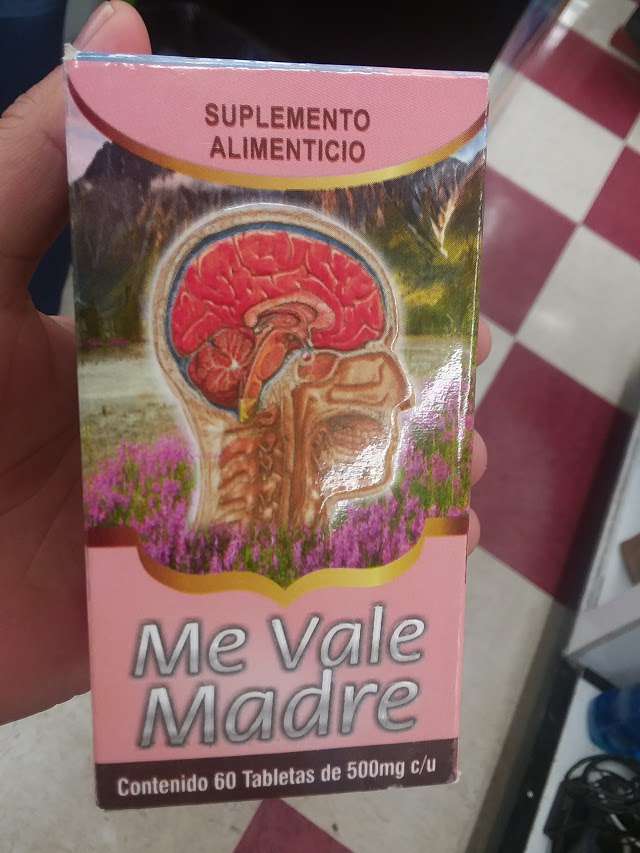 SUPLEMENTO
ALIMENTICIO
Me Vale
Madre
Contenido 60 Tabletas de 500mg c/u